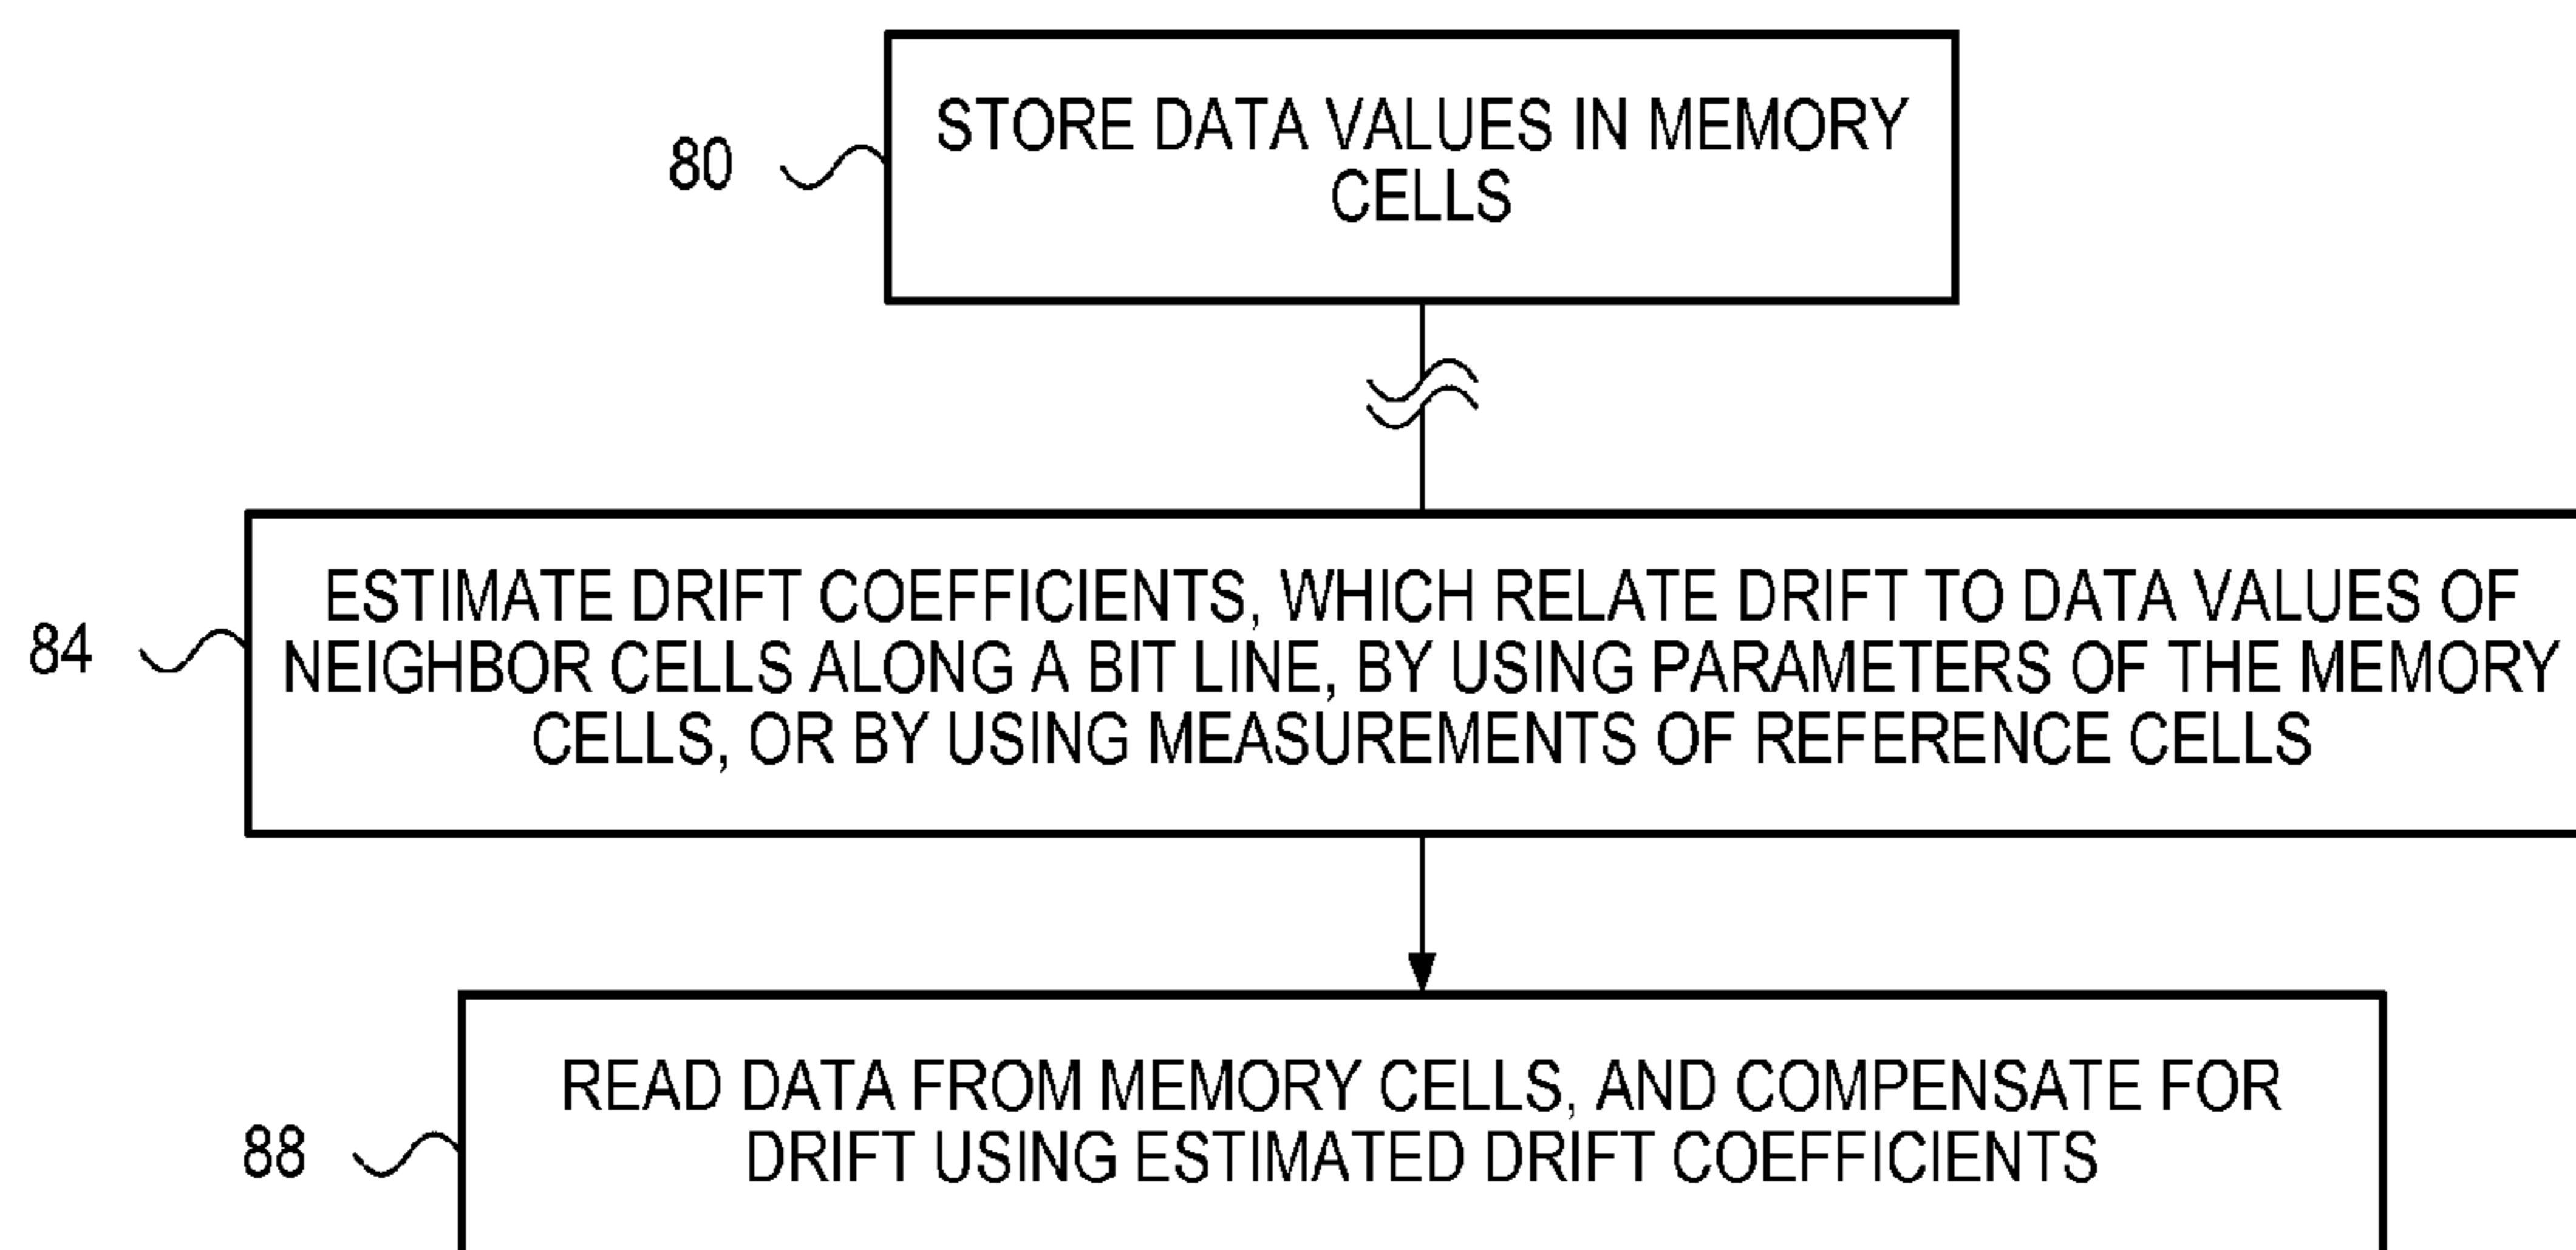 80
STORE DATA VALUES IN MEMORY
CELLS
84
ESTIMATE DRIFT COEFFICIENTS, WHICH RELATE DRIFT TO DATA VALUES OF
NEIGHBOR CELLS ALONG A BIT LINE, BY USING PARAMETERS OF THE MEMORY
CELLS, OR BY USING MEASUREMENTS OF REFERENCE CELLS
88
READ DATA FROM MEMORY CELLS, AND COMPENSATE FOR
DRIFT USING ESTIMATED DRIFT COEFFICIENTS